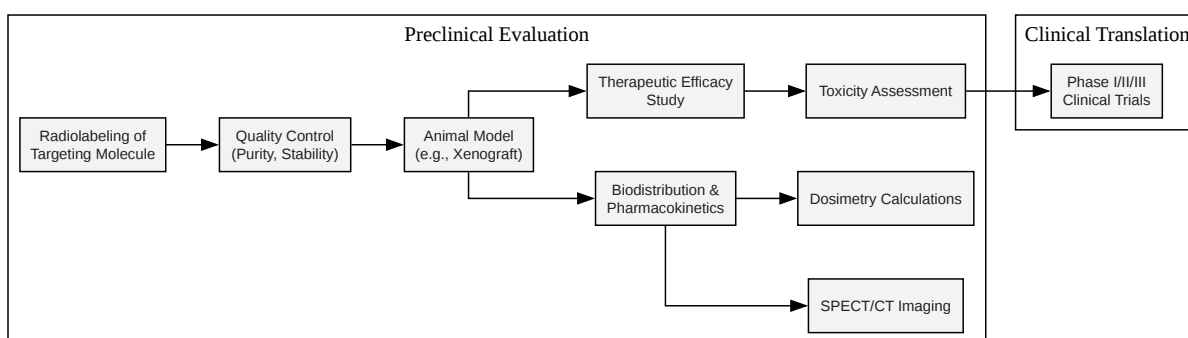 Preclinical Evaluation
Clinical Translation
Therapeutic Efficacy
Study
Toxicity Assessment
Phase I/II/III
Clinical Trials
Radiolabeling of
Targeting Molecule
Quality Control
(Purity, Stability)
Animal Model
(e.g., Xenograft)
Biodistribution &
Pharmacokinetics
Dosimetry Calculations
SPECT/CT Imaging